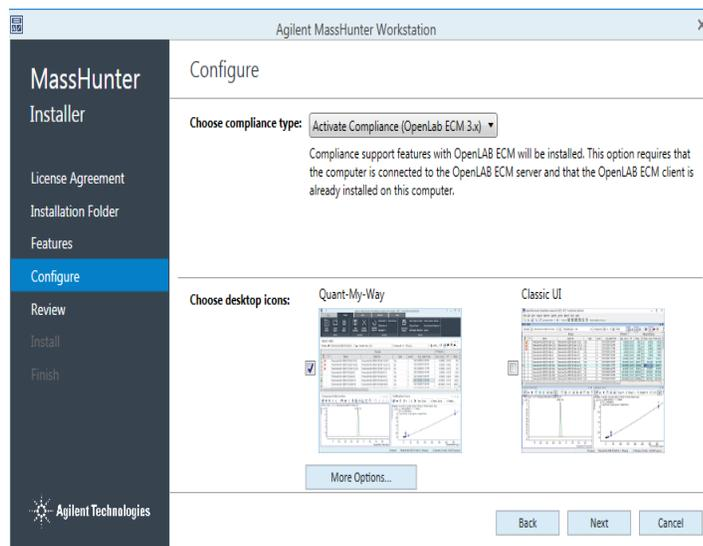 Agilent MassHunter Workstation
MassHunter
Installer
License Agreement
Installation Folder
Features
Configure
Review
Install
Finish
Agilent Technologies
Configure
Choose compliance type:
Activate Compliance (OpenLab ECM 3.x)
Compliance support features with OpenLAB ECM will be installed. This option requires that
the computer is connected to the OpenLAB ECM server and that the OpenLAB ECM client is
already installed on this computer.
Choose desktop icons:
Quant-My-Way
Classic UI
More Options...
Back
Next
Cancel